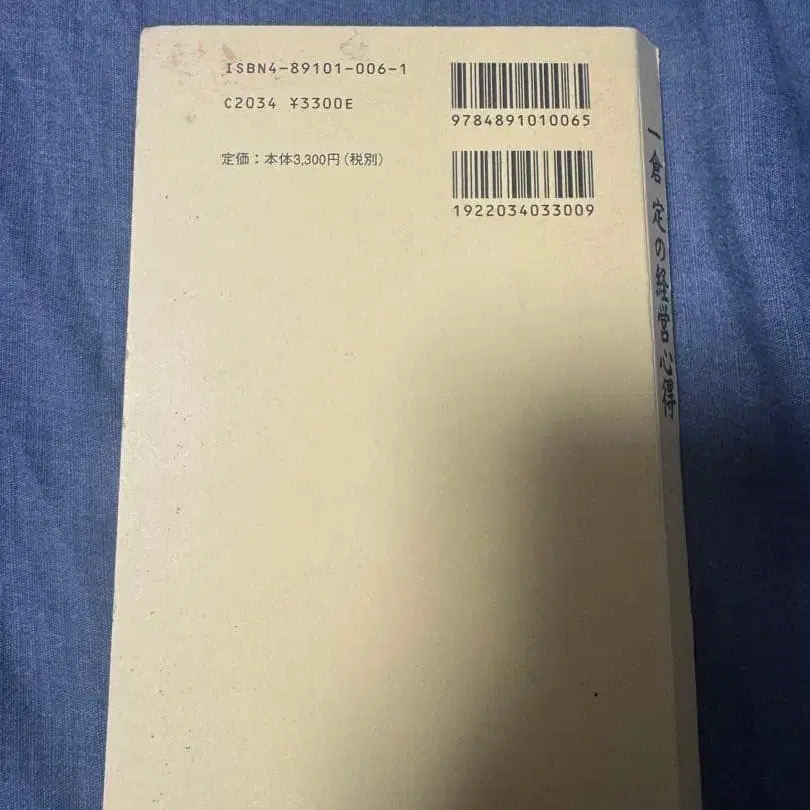 ISBN4-89101-006-1
C2034 ¥3300E
定価：本体3,300円(税別)
9784891010065
1922034033009
一倉 定の経営心得